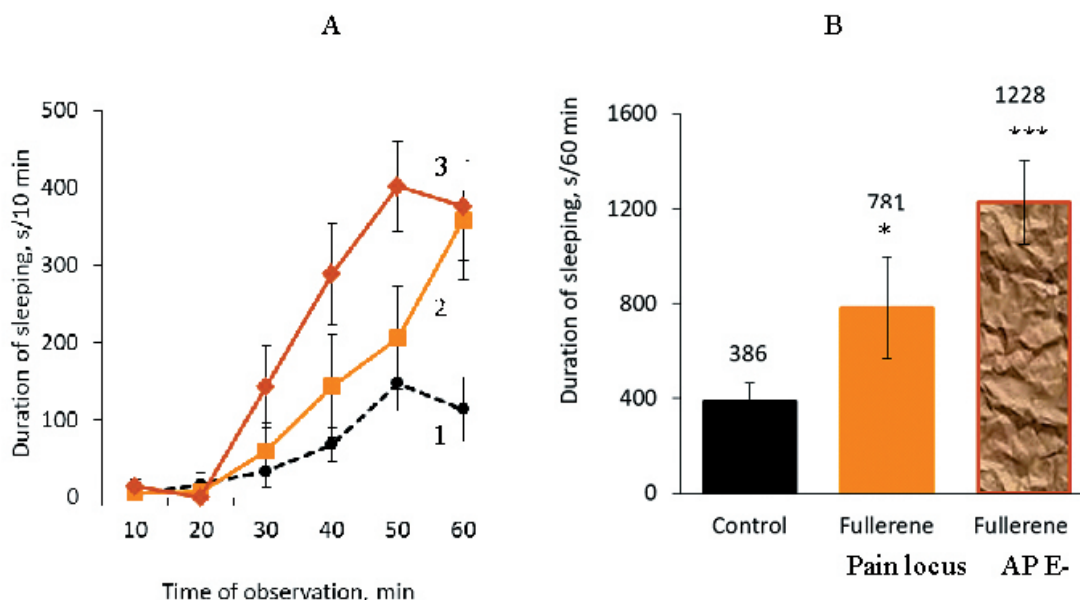 A
Duration of sleeping, s/10 min
500
400
300
200
100
0
3
2
1
10 20 30 40 50 60
Time of observation, min
B
Duration of sleeping, s/60 min
1600
1200
800
400
0
386
781
*
1228
***
Control Fullerene Fullerene
Pain locus AP E-